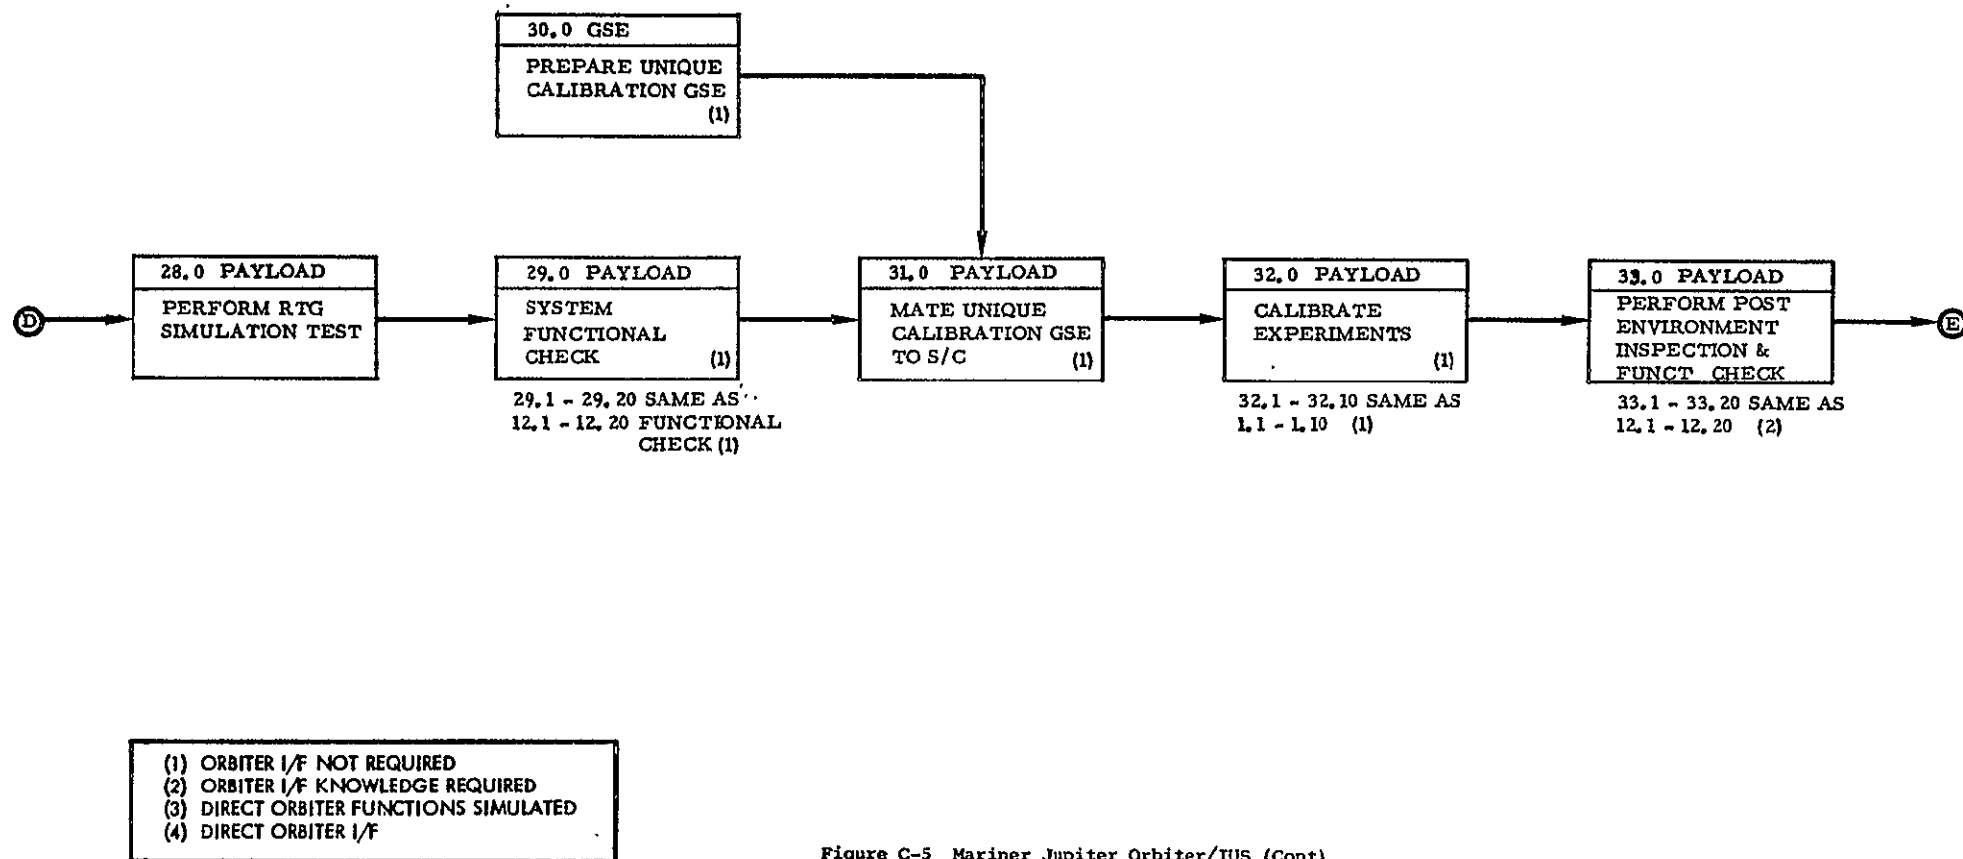 30.0 GSE
PREPARE UNIQUE
CALIBRATION GSE
(1)
D
28.0 PAYLOAD
PERFORM RTG
SIMULATION TEST
29.0 PAYLOAD
SYSTEM
FUNCTIONAL
CHECK (1)
29.1 - 29.20 SAME AS
12.1 - 12.20 FUNCTIONAL
CHECK (1)
31.0 PAYLOAD
MATE UNIQUE
CALIBRATION GSE
TO S/C (1)
32.0 PAYLOAD
CALIBRATE
EXPERIMENTS
(1)
32.1 - 32.10 SAME AS
1.1 - 1.10 (1)
33.0 PAYLOAD
PERFORM POST
ENVIRONMENT
INSPECTION &
FUNCT CHECK
33.1 - 33.20 SAME AS
12.1 - 12.20 (2)
E
(1) ORBITER I/F NOT REQUIRED
(2) ORBITER I/F KNOWLEDGE REQUIRED
(3) DIRECT ORBITER FUNCTIONS SIMULATED
(4) DIRECT ORBITER I/F
Figure C-5 Mariner Jupiter Orbiter/IUS (Cont)